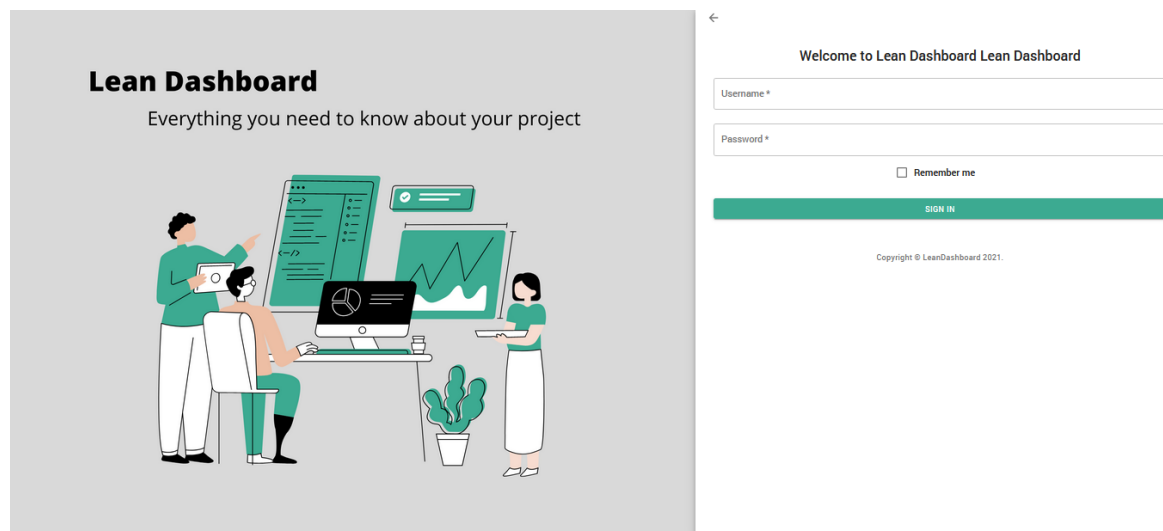 Lean Dashboard
Everything you need to know about your project
Welcome to Lean Dashboard Lean Dashboard
Username *
Password *
Remember me
SIGN IN
Copyright © LeanDashboard 2021.